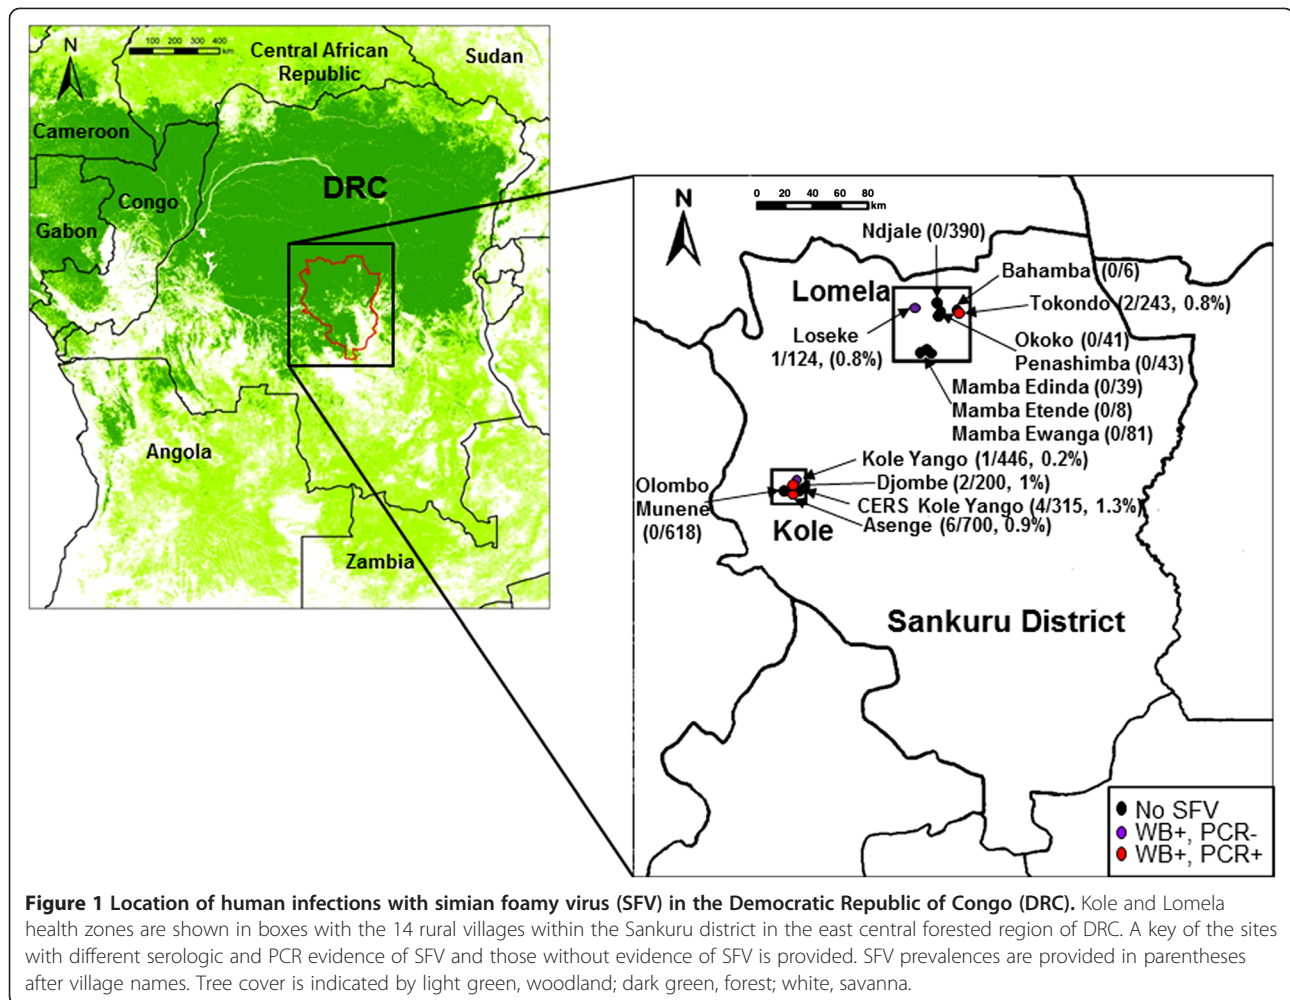 N
100 200 300 400
km
Central African
Republic
Sudan
Cameroon
DRC
Congo
Gabon
Angola
Zambia
N
0 20 40 60 80
km
Ndjale (0/390)
Bahamba (0/6)
Lomela
Tokondo (2/243, 0.8%)
Loseke
1/124, (0.8%)
Okoko (0/41)
Penashimba (0/43)
Mamba Edinda (0/39)
Mamba Etende (0/8)
Mamba Ewanga (0/81)
Kole Yango (1/446, 0.2%)
Djombe (2/200, 1%)
CERS Kole Yango (4/315, 1.3%)
Asenge (6/700, 0.9%)
Olombo
Munene
(0/618)
Kole
Sankuru District
No SFV
WB+, PCR-
WB+, PCR+
Figure 1 Location of human infections with simian foamy virus (SFV) in the Democratic Republic of Congo (DRC). Kole and Lomela
health zones are shown in boxes with the 14 rural villages within the Sankuru district in the east central forested region of DRC. A key of the sites
with different serologic and PCR evidence of SFV and those without evidence of SFV is provided. SFV prevalences are provided in parentheses
after village names. Tree cover is indicated by light green, woodland; dark green, forest; white, savanna.